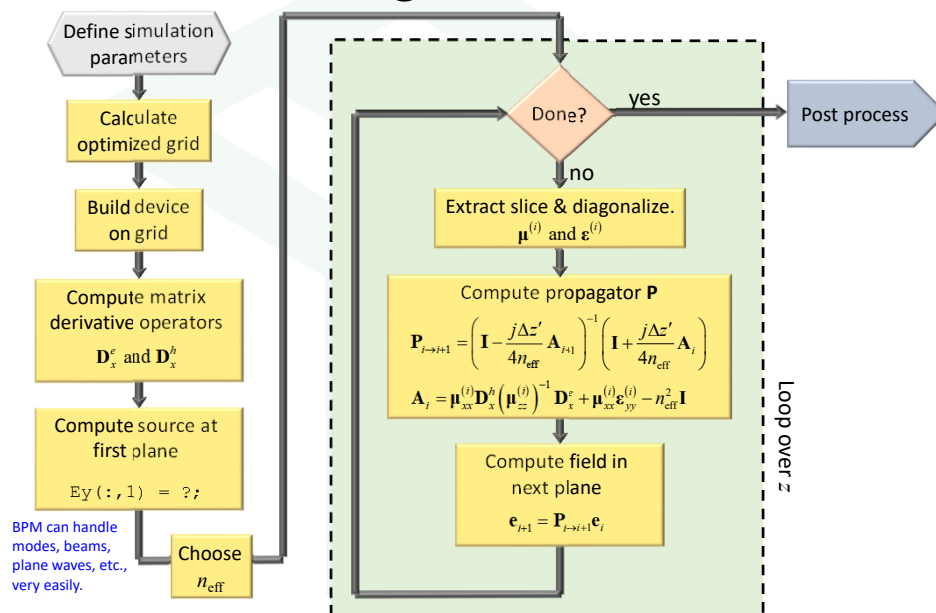 Define simulation
parameters
Calculate
optimized grid
Build device
on grid
Compute matrix
derivative operators
𝐃ₓᵉ and 𝐃ₓʰ
Compute source at
first plane
Ey(:,1) = ?;
BPM can handle
modes, beams,
plane waves, etc.,
very easily.
Choose
n_eff
Done?
yes
no
Post process
Extract slice & diagonalize.
μ^(i) and ε^(i)
Compute propagator P
P_{i→i+1} = (I − (jΔz′/4n_eff) A_{i+1})^{−1} (I + (jΔz′/4n_eff) A_i)
A_i = μ_xx^(i) D_x^h (μ_zz^(i))^{−1} D_x^e + μ_xx^(i) ε_yy^(i) − n_eff^2 I
Compute field in
next plane
e_{i+1} = P_{i→i+1} e_i
Loop over z